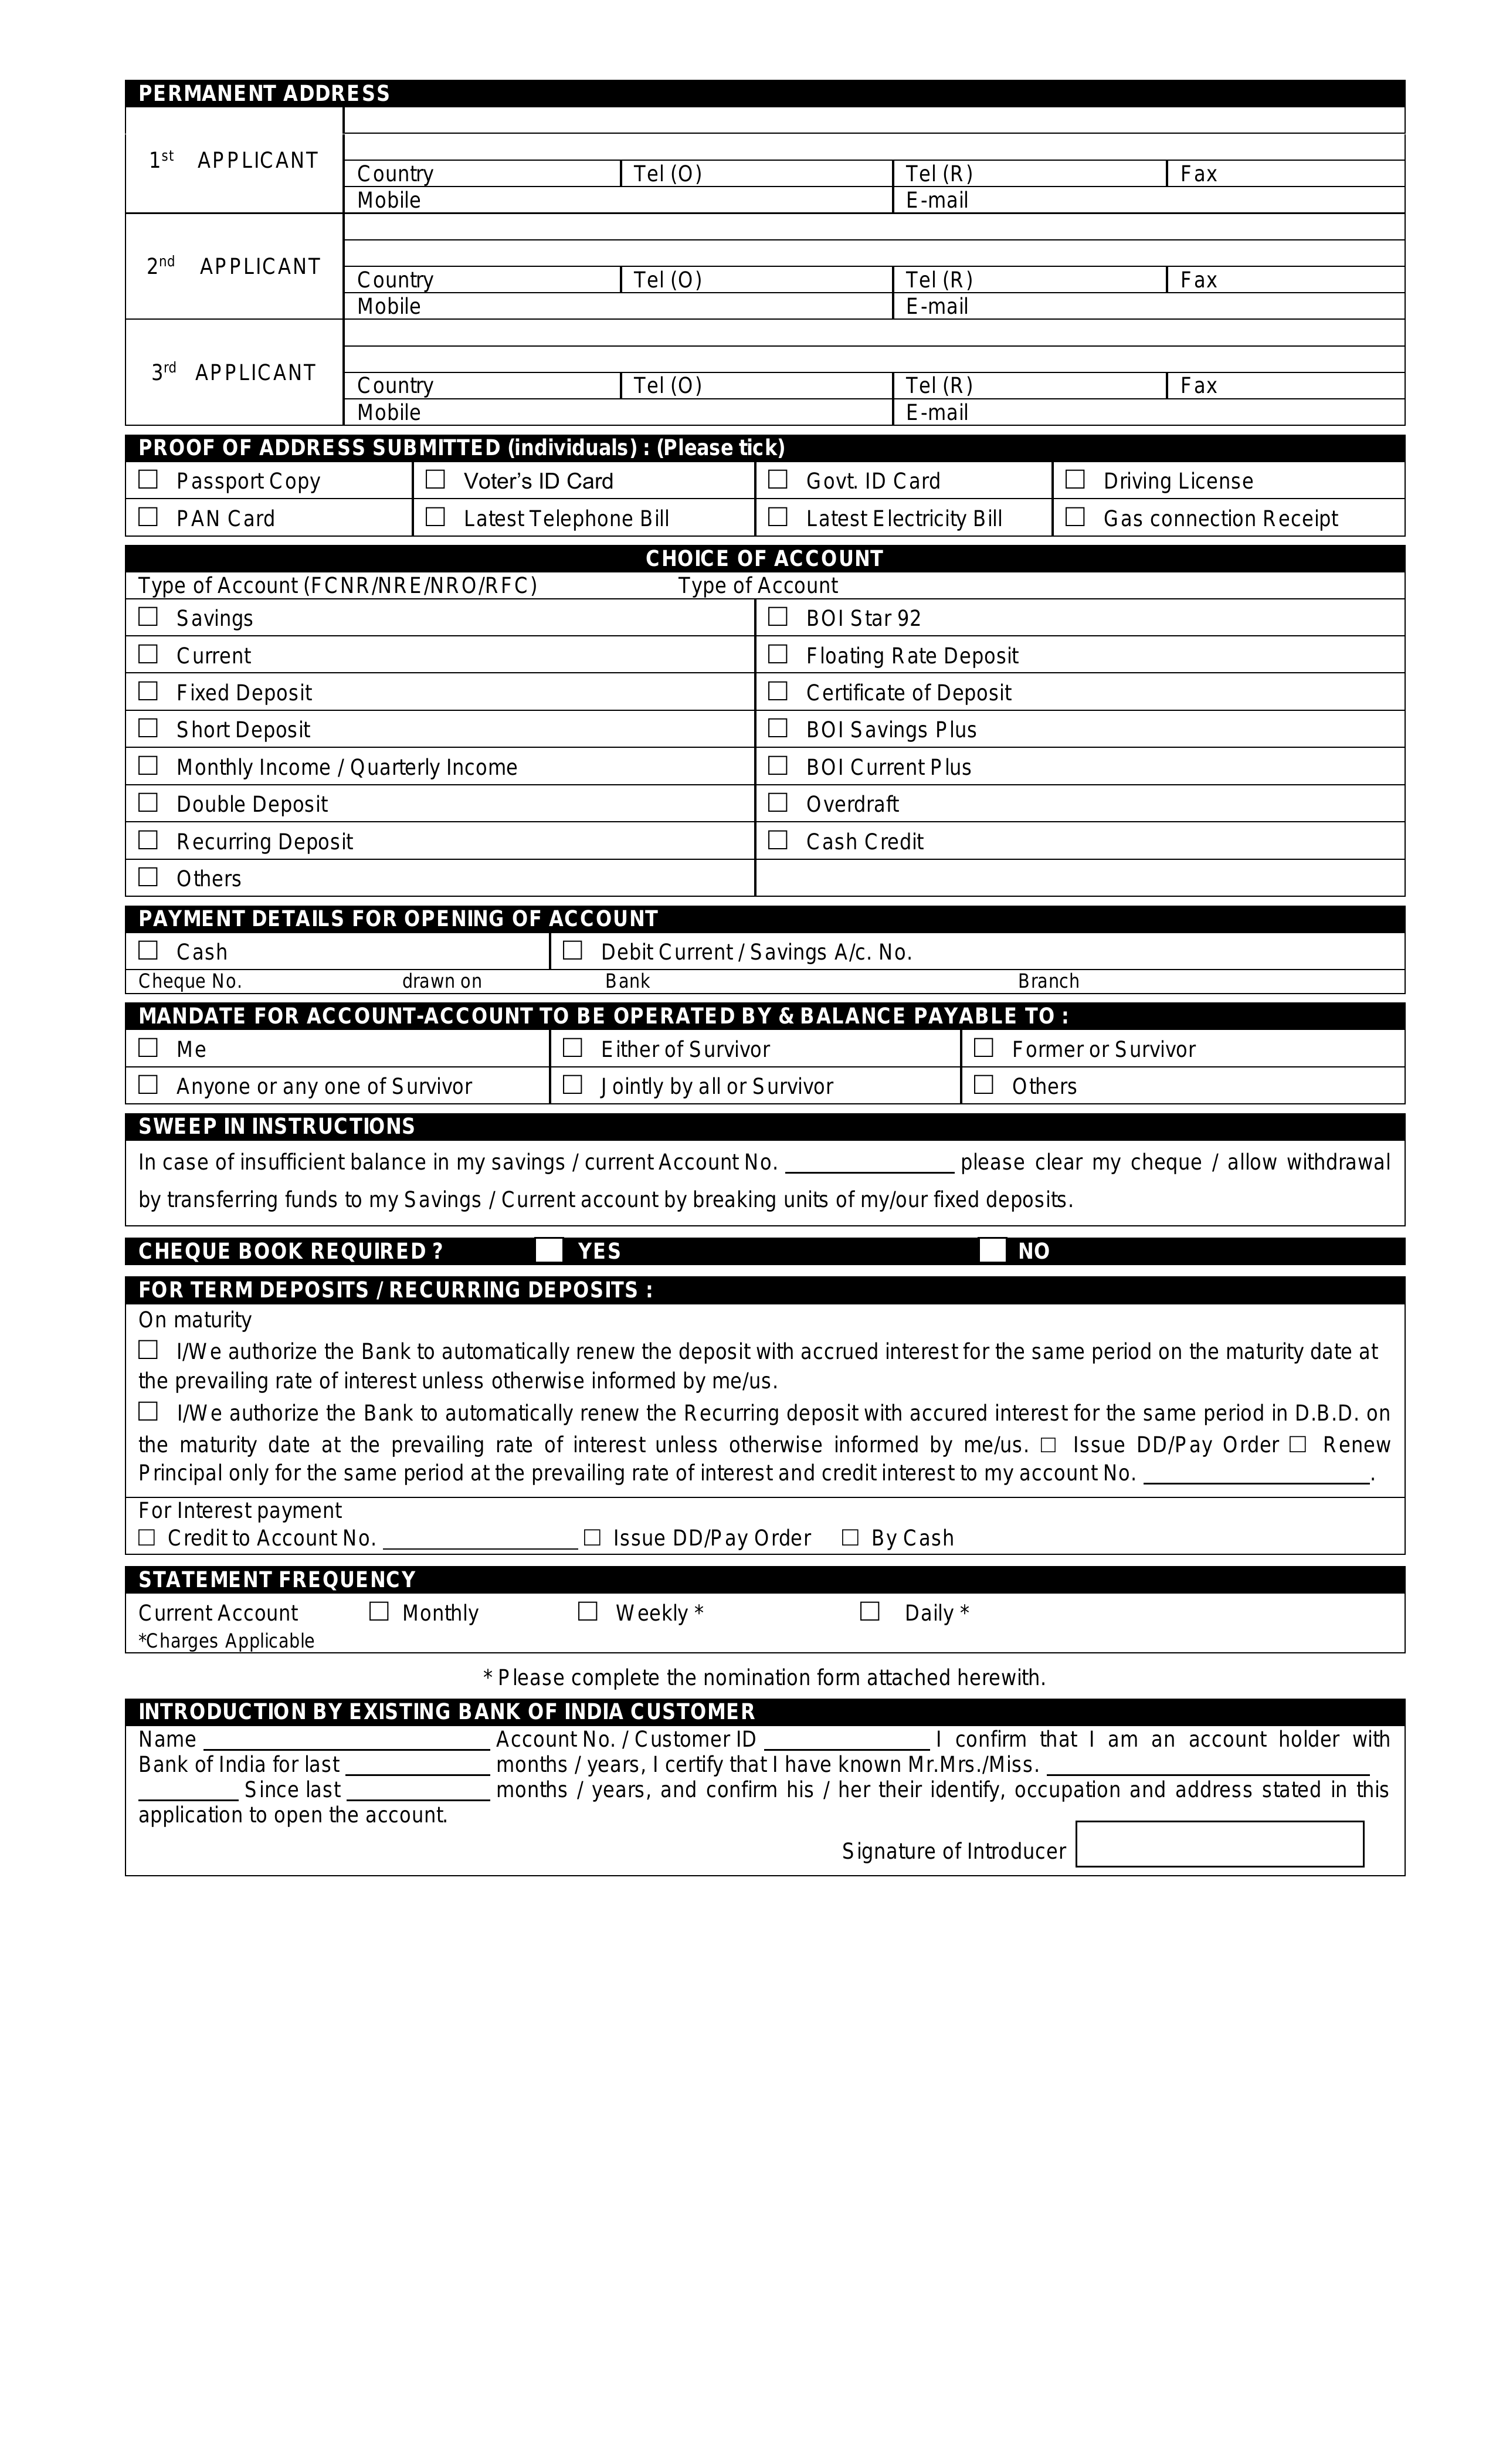 PERMANENT ADDRESS
1st APPLICANT
Country Tel (O) Tel (R) Fax
Mobile E-mail
2nd APPLICANT
Country Tel (O) Tel (R) Fax
Mobile E-mail
3rd APPLICANT
Country Tel (O) Tel (R) Fax
Mobile E-mail
PROOF OF ADDRESS SUBMITTED (individuals) : (Please tick)
☐ Passport Copy ☐ Voter’s ID Card ☐ Govt. ID Card ☐ Driving License
☐ PAN Card ☐ Latest Telephone Bill ☐ Latest Electricity Bill ☐ Gas connection Receipt
CHOICE OF ACCOUNT
Type of Account (FCNR/NRE/NRO/RFC) Type of Account
☐ Savings ☐ BOI Star 92
☐ Current ☐ Floating Rate Deposit
☐ Fixed Deposit ☐ Certificate of Deposit
☐ Short Deposit ☐ BOI Savings Plus
☐ Monthly Income / Quarterly Income ☐ BOI Current Plus
☐ Double Deposit ☐ Overdraft
☐ Recurring Deposit ☐ Cash Credit
☐ Others
PAYMENT DETAILS FOR OPENING OF ACCOUNT
☐ Cash ☐ Debit Current / Savings A/c. No.
Cheque No. drawn on Bank Branch
MANDATE FOR ACCOUNT-ACCOUNT TO BE OPERATED BY & BALANCE PAYABLE TO :
☐ Me ☐ Either of Survivor ☐ Former or Survivor
☐ Anyone or any one of Survivor ☐ Jointly by all or Survivor ☐ Others
SWEEP IN INSTRUCTIONS
In case of insufficient balance in my savings / current Account No. ______________ please clear my cheque / allow withdrawal
by transferring funds to my Savings / Current account by breaking units of my/our fixed deposits.
CHEQUE BOOK REQUIRED ? ☐ YES ☐ NO
FOR TERM DEPOSITS / RECURRING DEPOSITS :
On maturity
☐ I/We authorize the Bank to automatically renew the deposit with accrued interest for the same period on the maturity date at
the prevailing rate of interest unless otherwise informed by me/us.
☐ I/We authorize the Bank to automatically renew the Recurring deposit with accured interest for the same period in D.B.D. on
the maturity date at the prevailing rate of interest unless otherwise informed by me/us. ☐ Issue DD/Pay Order ☐ Renew
Principal only for the same period at the prevailing rate of interest and credit interest to my account No. ___________________.
For Interest payment
☐ Credit to Account No. ________________ ☐ Issue DD/Pay Order ☐ By Cash
STATEMENT FREQUENCY
Current Account ☐ Monthly ☐ Weekly * ☐ Daily *
*Charges Applicable
* Please complete the nomination form attached herewith.
INTRODUCTION BY EXISTING BANK OF INDIA CUSTOMER
Name ________________________ Account No. / Customer ID ______________ I confirm that I am an account holder with
Bank of India for last ____________ months / years, I certify that I have known Mr.Mrs./Miss. ___________________________
________ Since last ____________ months / years, and confirm his / her their identify, occupation and address stated in this
application to open the account.
Signature of Introducer